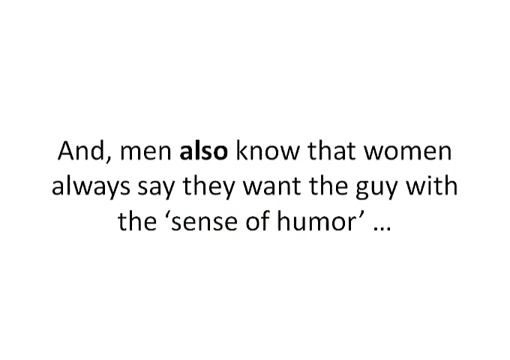 And, men also know that women
always say they want the guy with
the ‘sense of humor’ …